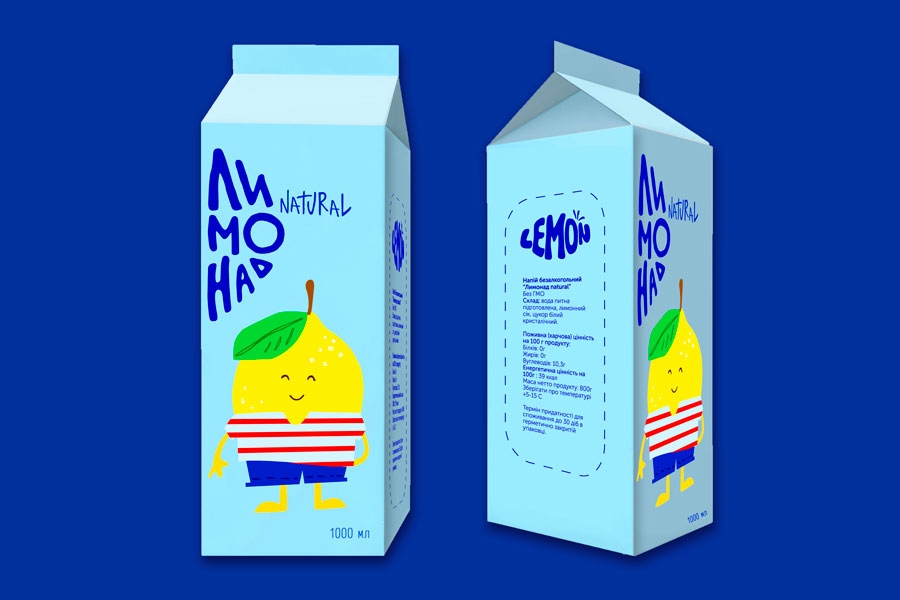 ЛИ
МО
НАД
NATURAL
1000 мл
LEMON
Напій безалкогольний
"Лимонад natural"
Без ГМО
Склад: вода питна
підготовлена, лимонний
сік, цукор білий
кристалічний.
Поживна (карчова) цінність
на 100 г продукту:
Білків: 0г
Жирів: 0г
Вуглеводів: 10,3г
Енергетична цінність на
100г : 39 ккал
Маса нетто продукту: 800г
Зберігати про температурі
+5-15 С
Термін придатності для
споживання до 30 діб в
герметично закритій
упаковці
ЛИ
МО
НАД
NATURAL
1000 мл